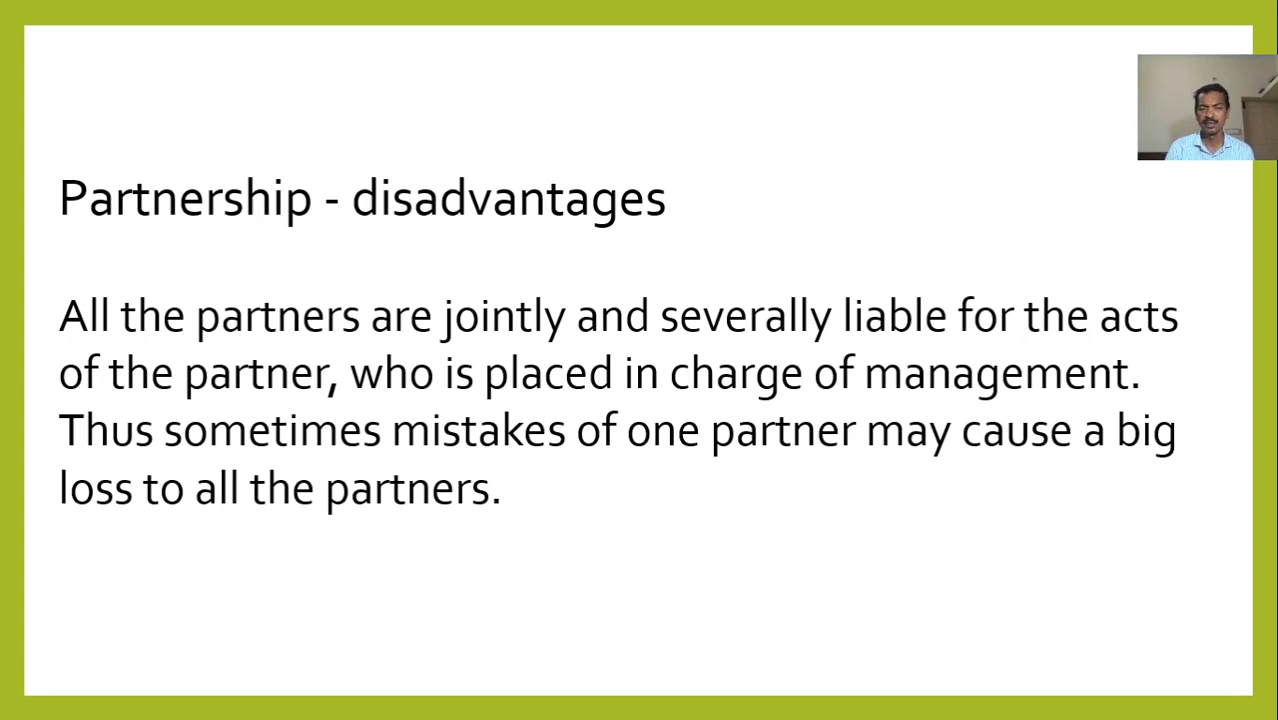 Partnership - disadvantages
All the partners are jointly and severally liable for the acts
of the partner, who is placed in charge of management.
Thus sometimes mistakes of one partner may cause a big
loss to all the partners.